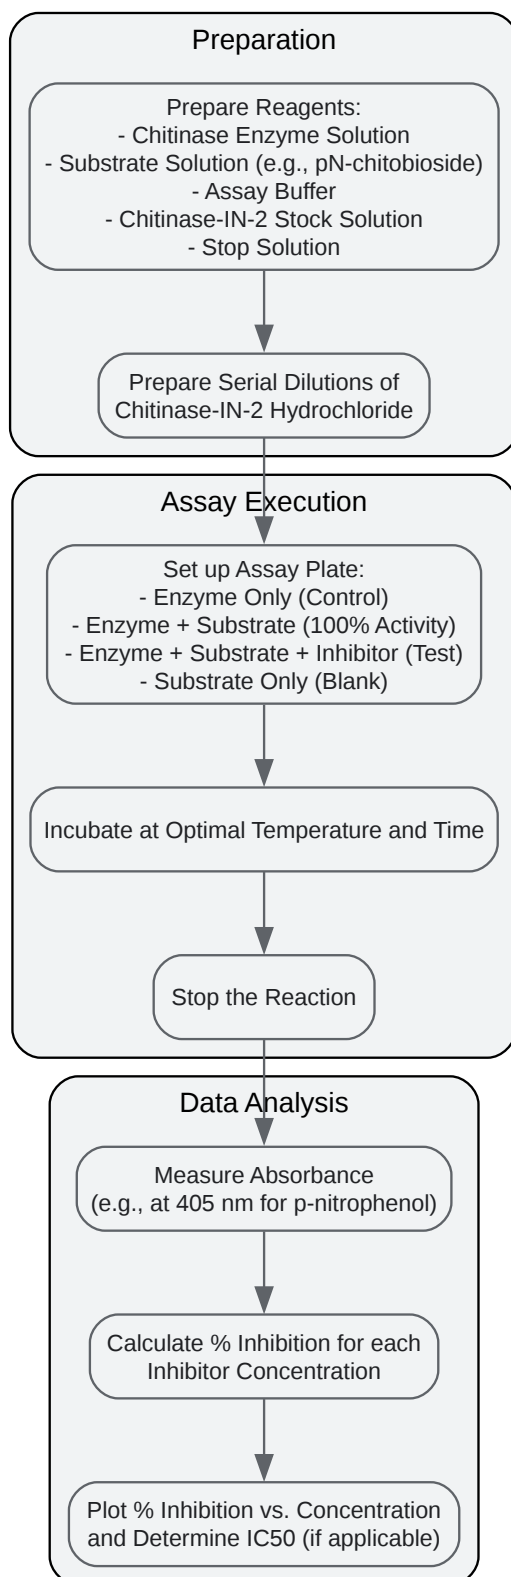 Preparation
Prepare Reagents:
- Chitinase Enzyme Solution
- Substrate Solution (e.g., pN-chitobioside)
- Assay Buffer
- Chitinase-IN-2 Stock Solution
- Stop Solution
Prepare Serial Dilutions of
Chitinase-IN-2 Hydrochloride
Assay Execution
Set up Assay Plate:
- Enzyme Only (Control)
- Enzyme + Substrate (100% Activity)
- Enzyme + Substrate + Inhibitor (Test)
- Substrate Only (Blank)
Incubate at Optimal Temperature and Time
Stop the Reaction
Data Analysis
Measure Absorbance
(e.g., at 405 nm for p-nitrophenol)
Calculate % Inhibition for each
Inhibitor Concentration
Plot % Inhibition vs. Concentration
and Determine IC50 (if applicable)